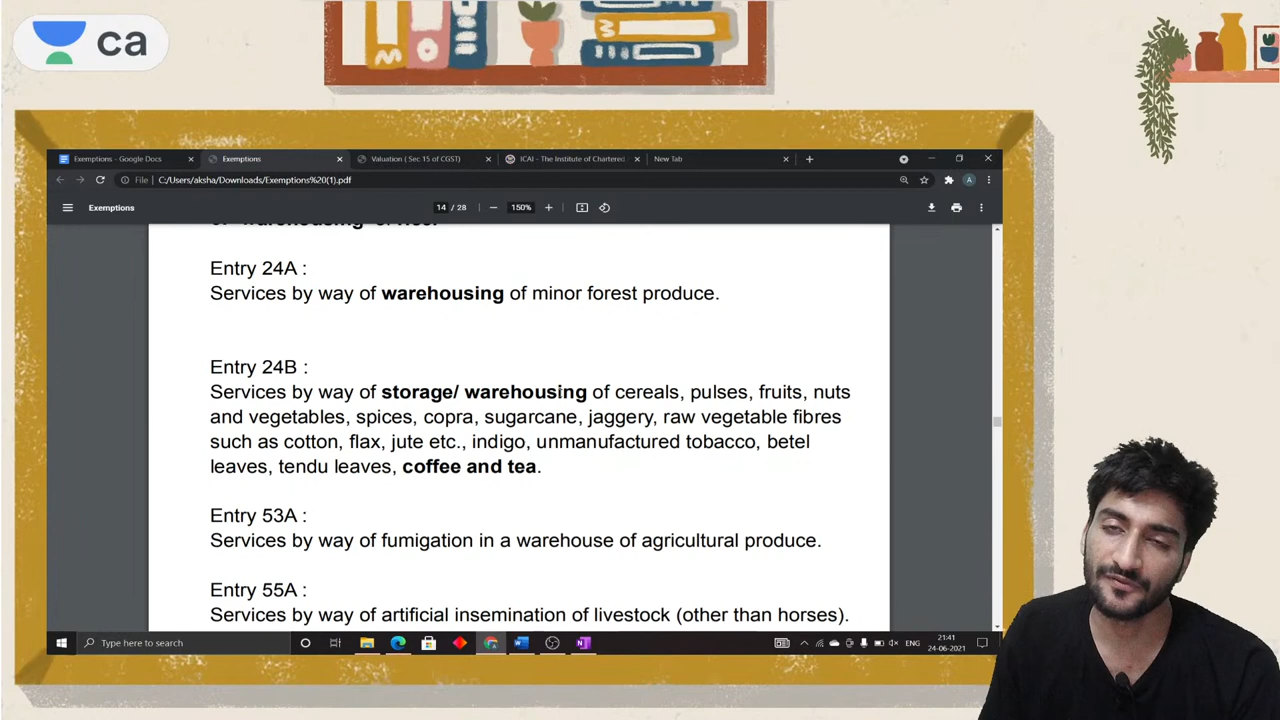 ca
Exemptions - Google Docs
Exemptions
Valuation ( Sec 15 of CGST)
ICAI - The Institute of Chartered
New Tab
File
C:/Users/aksha/Downloads/Exemptions%20(1).pdf
A
Exemptions
14 / 28
150%
Entry 24A :
Services by way of warehousing of minor forest produce.
Entry 24B :
Services by way of storage/ warehousing of cereals, pulses, fruits, nuts
and vegetables, spices, copra, sugarcane, jaggery, raw vegetable fibres
such as cotton, flax, jute etc., indigo, unmanufactured tobacco, betel
leaves, tendu leaves, coffee and tea.
Entry 53A :
Services by way of fumigation in a warehouse of agricultural produce.
Entry 55A :
Services by way of artificial insemination of livestock (other than horses).
Type here to search
ENG
21:41
24-06-2021